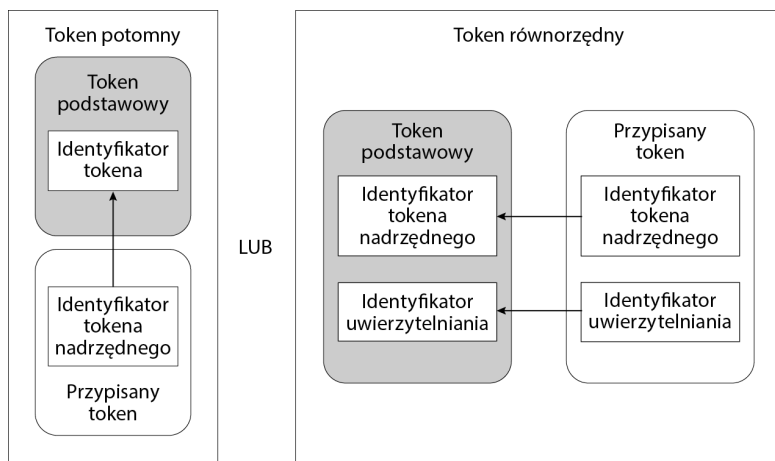 Token potomny
Token
podstawowy
Identyfikator
tokena
Identyfikator
tokena
nadrzędnego
Przypisany
token
LUB
Token równorzędny
Token
podstawowy
Identyfikator
tokena
nadrzędnego
Identyfikator
uwierzytelniania
Przypisany
token
Identyfikator
tokena
nadrzędnego
Identyfikator
uwierzytelniania